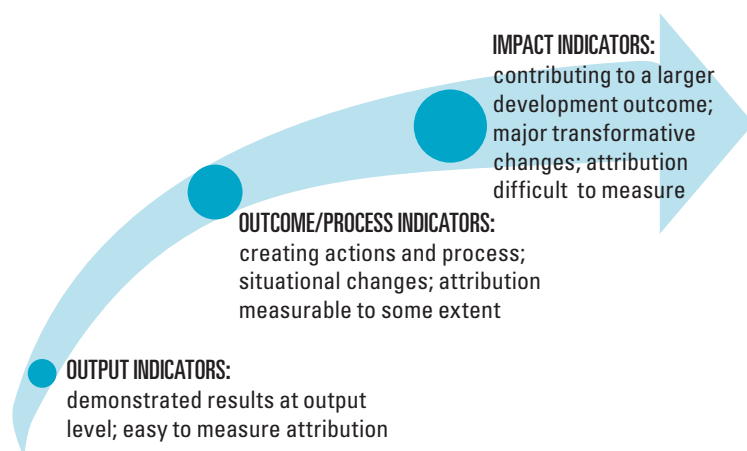 IMPACT INDICATORS:
contributing to a larger
development outcome;
major transformative
changes; attribution
difficult to measure
OUTCOME/PROCESS INDICATORS:
creating actions and process;
situational changes; attribution
measurable to some extent
OUTPUT INDICATORS:
demonstrated results at output
level; easy to measure attribution